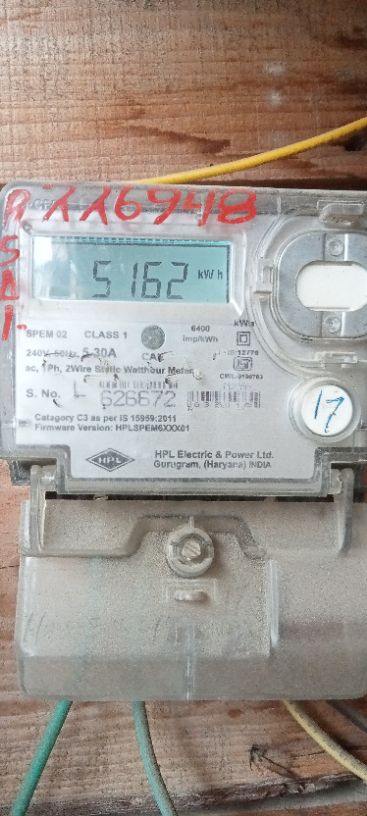 116948
5162 kWh
SPEM 02 CLASS 1 6400 imp/kWh
240V, 50Hz, 5-30A CAT
ac, 1Ph, 2Wire Static Watthour Meter
S. No. 626672
17
Catagory C3 as per IS 15959:2011
Firmware Version: HPLSPEM6XXX01
HPL
HPL Electric & Power Ltd.
Gurugram, (Haryana) INDIA